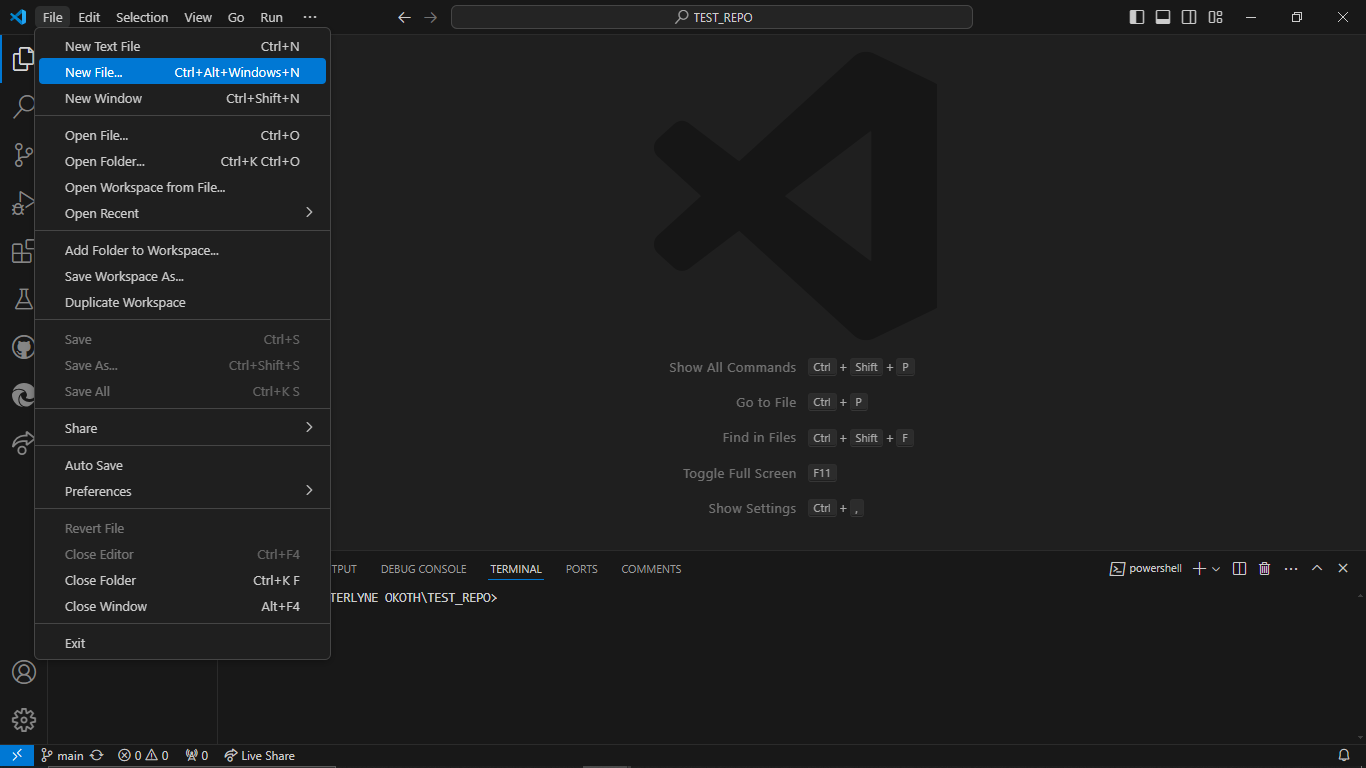 File Edit Selection View Go Run ···
TEST_REPO
New Text File Ctrl+N
New File... Ctrl+Alt+Windows+N
New Window Ctrl+Shift+N
Open File... Ctrl+O
Open Folder... Ctrl+K Ctrl+O
Open Workspace from File...
Open Recent
Add Folder to Workspace...
Save Workspace As...
Duplicate Workspace
Save Ctrl+S
Save As... Ctrl+Shift+S
Save All Ctrl+K S
Share
Auto Save
Preferences
Revert File
Close Editor Ctrl+F4
Close Folder Ctrl+K F
Close Window Alt+F4
Exit
Show All Commands Ctrl + Shift + P
Go to File Ctrl + P
Find in Files Ctrl + Shift + F
Toggle Full Screen F11
Show Settings Ctrl + ,
TPUT DEBUG CONSOLE TERMINAL PORTS COMMENTS powershell
TERLYNE OKOTH\TEST_REPO>
main 0 0 0 Live Share